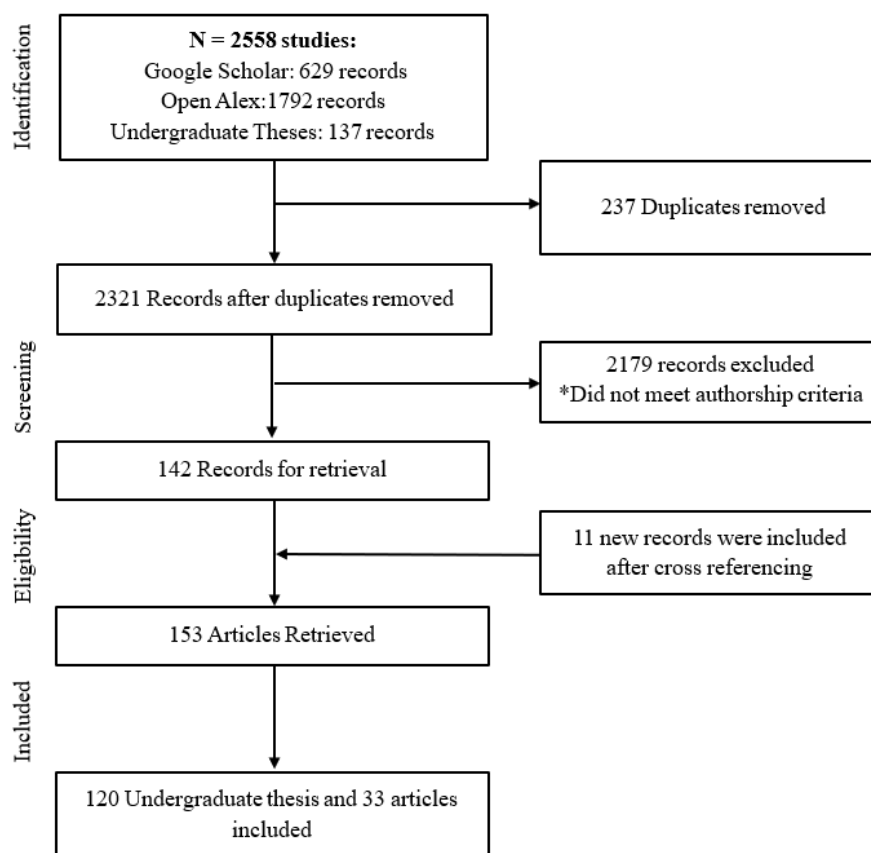 Identification
N = 2558 studies:
Google Scholar: 629 records
Open Alex:1792 records
Undergraduate Theses: 137 records
237 Duplicates removed
2321 Records after duplicates removed
Screening
2179 records excluded
*Did not meet authorship criteria
142 Records for retrieval
Eligibility
11 new records were included
after cross referencing
153 Articles Retrieved
Included
120 Undergraduate thesis and 33 articles
included